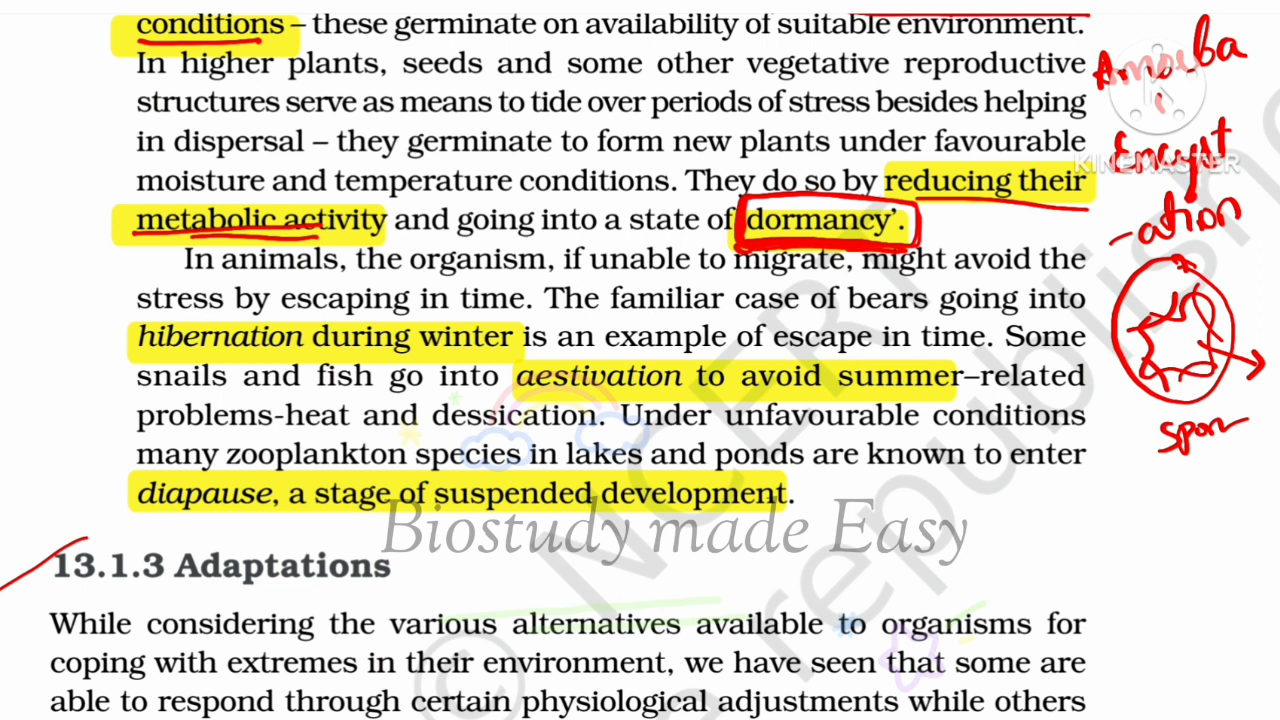 conditions – these germinate on availability of suitable environment.
In higher plants, seeds and some other vegetative reproductive
structures serve as means to tide over periods of stress besides helping
in dispersal – they germinate to form new plants under favourable
moisture and temperature conditions. They do so by reducing their
metabolic activity and going into a state of dormancy’.
In animals, the organism, if unable to migrate, might avoid the
stress by escaping in time. The familiar case of bears going into
hibernation during winter is an example of escape in time. Some
snails and fish go into aestivation to avoid summer–related
problems-heat and dessication. Under unfavourable conditions
many zooplankton species in lakes and ponds are known to enter
diapause, a stage of suspended development.
Biostudy made Easy
13.1.3 Adaptations
While considering the various alternatives available to organisms for
coping with extremes in their environment, we have seen that some are
able to respond through certain physiological adjustments while others
Amoeba
KINEMASTER
Encyst
-ation
© NCERT
republishe